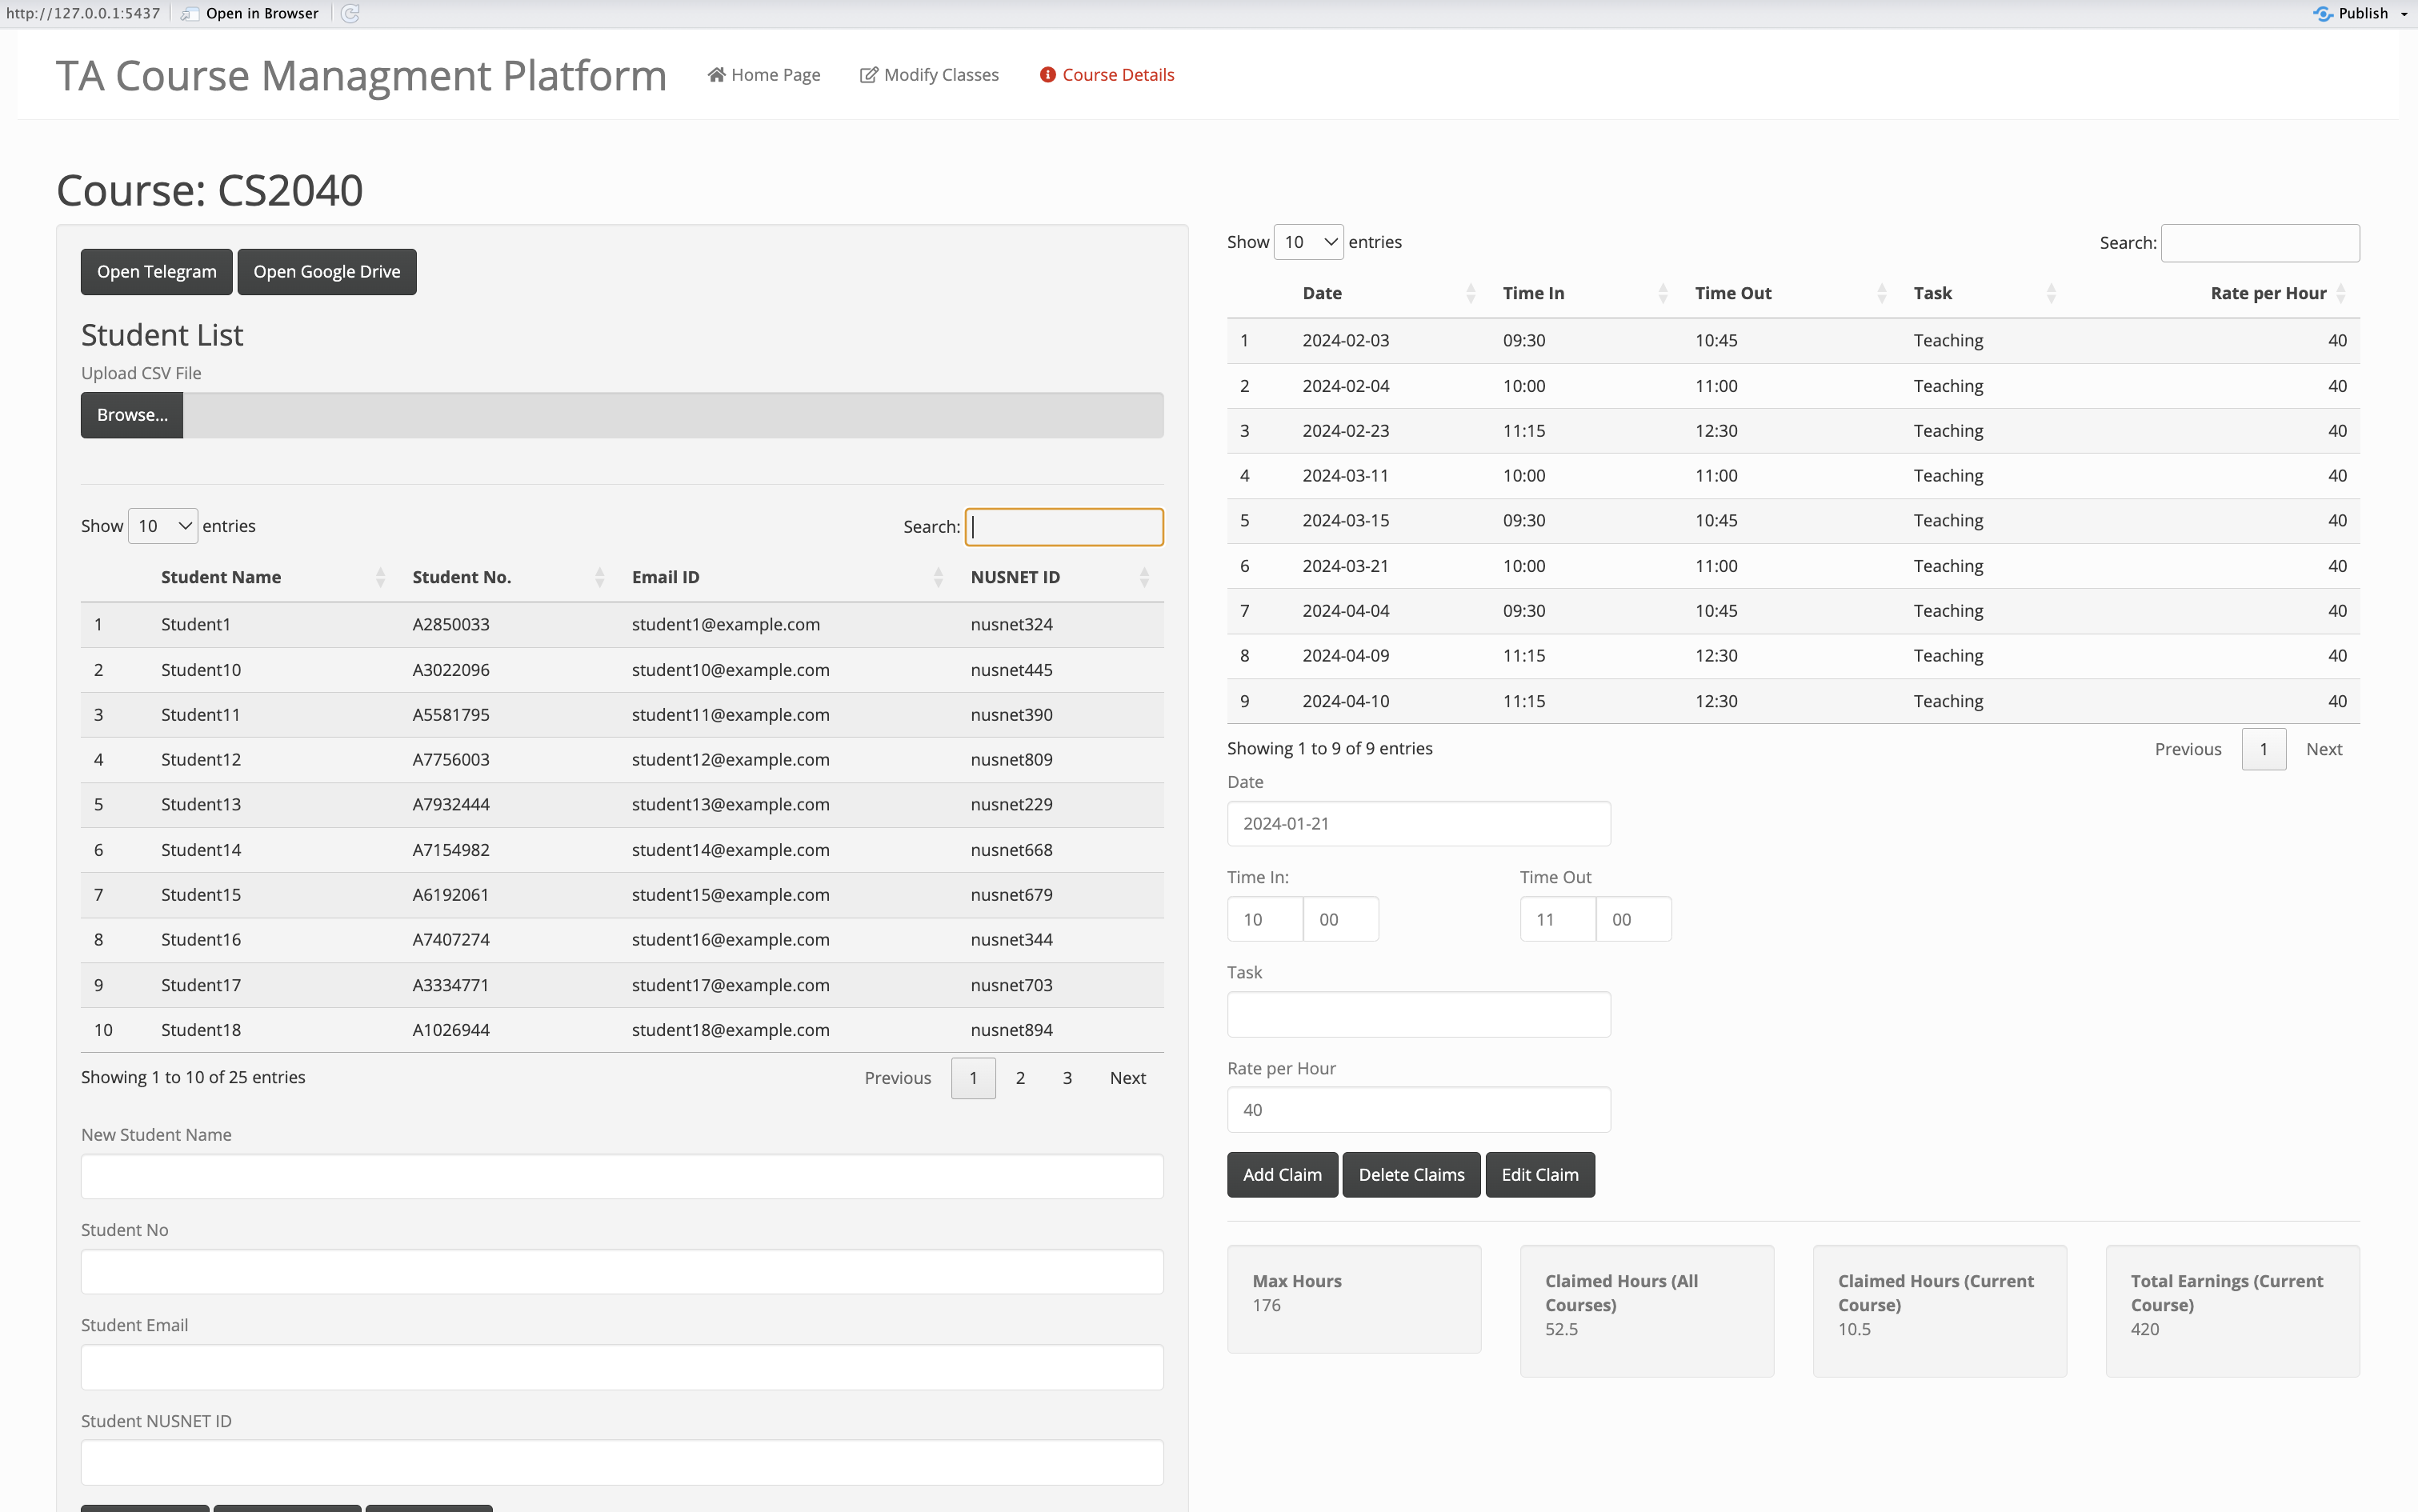 http://127.0.0.1:5437 Open in Browser Publish
TA Course Managment Platform Home Page Modify Classes Course Details
Course: CS2040
Open Telegram Open Google Drive
Student List
Upload CSV File
Browse...
Show 10 entries Search:
Student Name Student No. Email ID NUSNET ID
1 Student1 A2850033 student1@example.com nusnet324
2 Student10 A3022096 student10@example.com nusnet445
3 Student11 A5581795 student11@example.com nusnet390
4 Student12 A7756003 student12@example.com nusnet809
5 Student13 A7932444 student13@example.com nusnet229
6 Student14 A7154982 student14@example.com nusnet668
7 Student15 A6192061 student15@example.com nusnet679
8 Student16 A7407274 student16@example.com nusnet344
9 Student17 A3334771 student17@example.com nusnet703
10 Student18 A1026944 student18@example.com nusnet894
Showing 1 to 10 of 25 entries Previous 1 2 3 Next
New Student Name
Student No
Student Email
Student NUSNET ID
Show 10 entries Search:
Date Time In Time Out Task Rate per Hour
1 2024-02-03 09:30 10:45 Teaching 40
2 2024-02-04 10:00 11:00 Teaching 40
3 2024-02-23 11:15 12:30 Teaching 40
4 2024-03-11 10:00 11:00 Teaching 40
5 2024-03-15 09:30 10:45 Teaching 40
6 2024-03-21 10:00 11:00 Teaching 40
7 2024-04-04 09:30 10:45 Teaching 40
8 2024-04-09 11:15 12:30 Teaching 40
9 2024-04-10 11:15 12:30 Teaching 40
Showing 1 to 9 of 9 entries Previous 1 Next
Date
2024-01-21
Time In: Time Out
10 00 11 00
Task
Rate per Hour
40
Add Claim Delete Claims Edit Claim
Max Hours
176
Claimed Hours (All
Courses)
52.5
Claimed Hours (Current
Course)
10.5
Total Earnings (Current
Course)
420